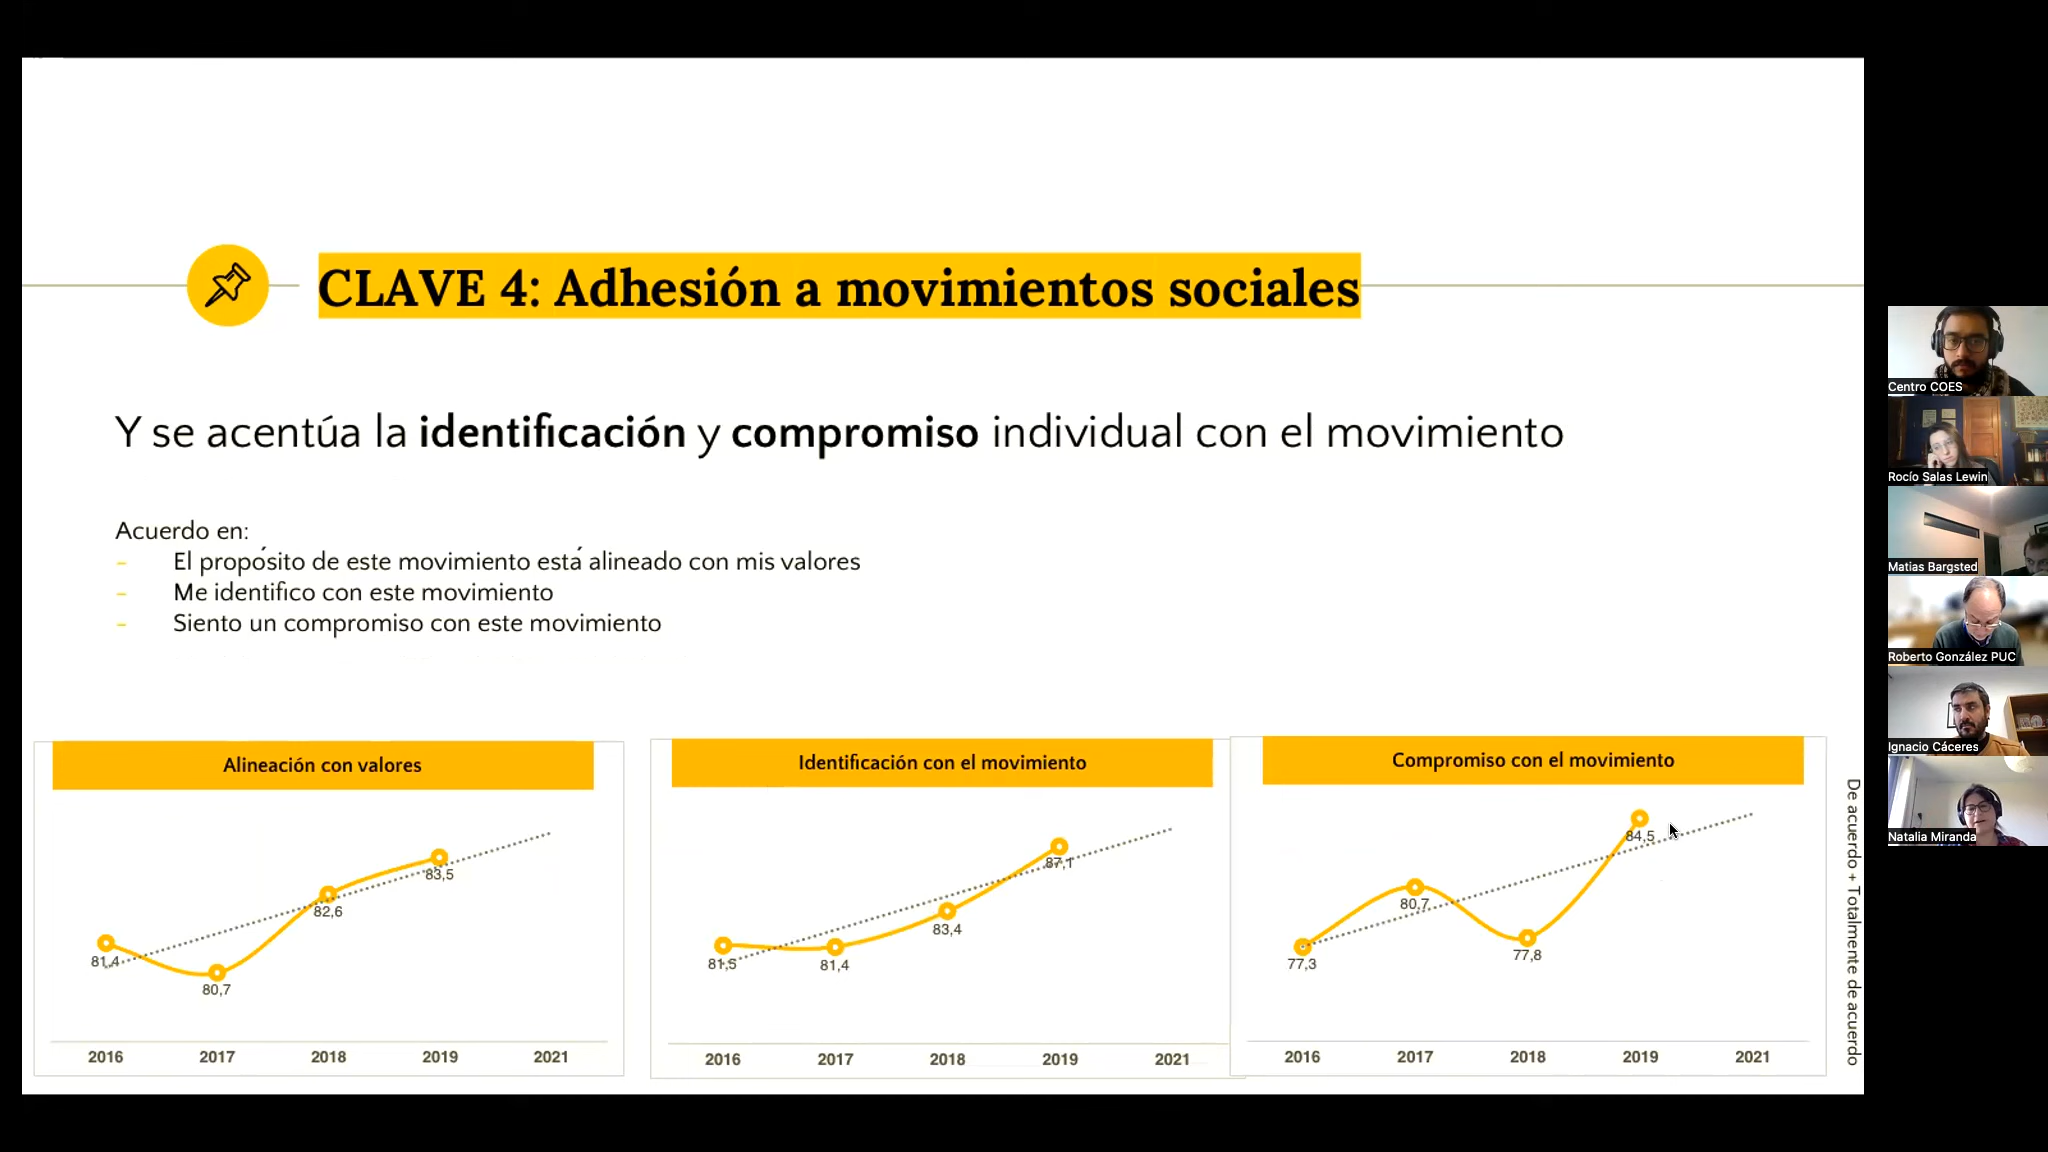 CLAVE 4: Adhesión a movimientos sociales
Y se acentúa la identificación y compromiso individual con el movimiento
Acuerdo en:
- El propósito de este movimiento está alineado con mis valores
- Me identifico con este movimiento
- Siento un compromiso con este movimiento
Alineación con valores
81,4
80,7
82,6
83,5
2016 2017 2018 2019 2021
Identificación con el movimiento
81,5
81,4
83,4
87,1
2016 2017 2018 2019 2021
Compromiso con el movimiento
77,3
80,7
77,8
84,5
2016 2017 2018 2019 2021
De acuerdo + Totalmente de acuerdo
Centro COES
Rocío Salas Lewin
Matias Bargsted
Roberto González PUC
Ignacio Cáceres
Natalia Miranda